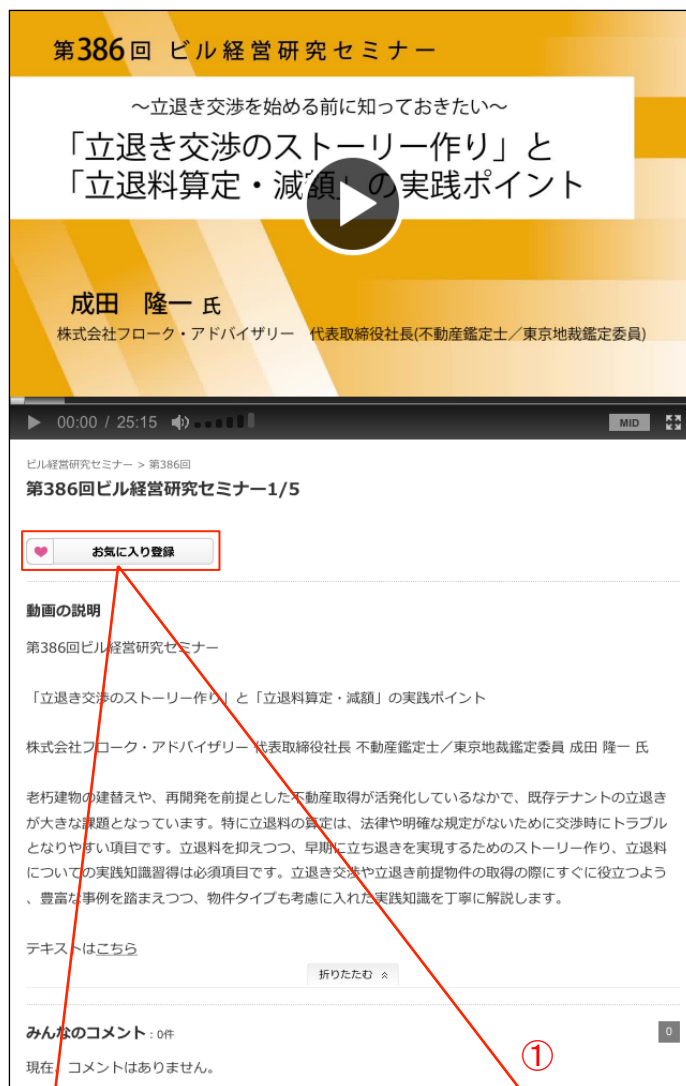 第386回 ビル経営研究セミナー
～立退き交渉を始める前に知っておきたい～
「立退き交渉のストーリー作り」と
「立退料算定・減額」の実践ポイント
成田 隆一 氏
株式会社フローク・アドバイザリー 代表取締役社長(不動産鑑定士／東京地裁鑑定委員)
00:00 / 25:15
MID
ビル経営研究セミナー > 第386回
第386回ビル経営研究セミナー1/5
お気に入り登録
動画の説明
第386回ビル経営研究セミナー
「立退き交渉のストーリー作り」と「立退料算定・減額」の実践ポイント
株式会社フローク・アドバイザリー 代表取締役社長 不動産鑑定士／東京地裁鑑定委員 成田 隆一 氏
老朽建物の建替えや、再開発を前提とした不動産取得が活発化しているなかで、既存テナントの立退き
が大きな課題となっています。特に立退料の算定は、法律や明確な規定がないために交渉時にトラブル
となりやすい項目です。立退料を抑えつつ、早期に立ち退きを実現するためのストーリー作り、立退料
についての実践知識習得は必須項目です。立退き交渉や立退き前提物件の取得の際にすぐに役立つよう
、豊富な事例を踏まえつつ、物件タイプも考慮に入れた実践知識を丁寧に解説します。
テキストはこちら
折りたたむ
みんなのコメント : 0件
0
現在、コメントはありません。
①